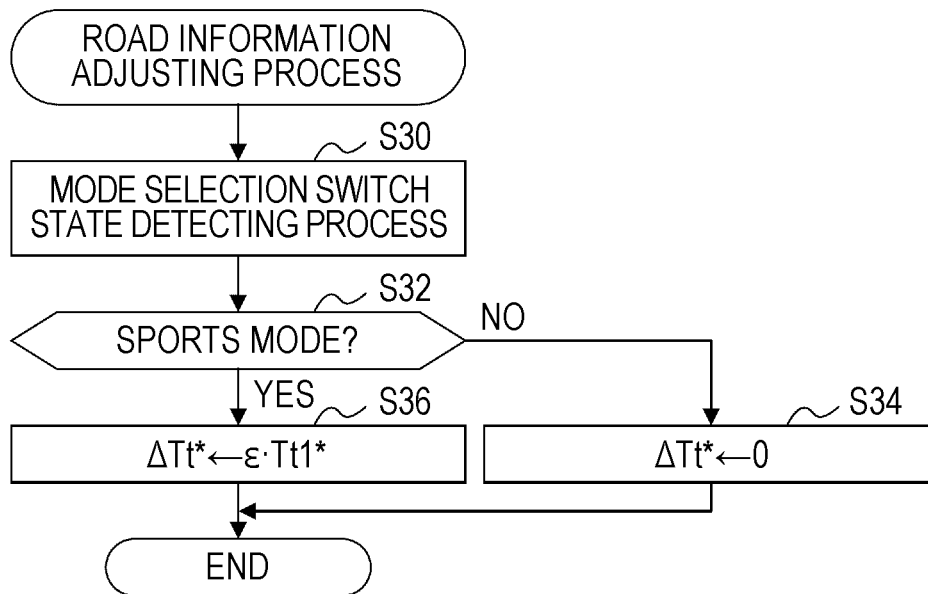 ROAD INFORMATION
ADJUSTING PROCESS
S30
MODE SELECTION SWITCH
STATE DETECTING PROCESS
S32
SPORTS MODE?
NO
YES
S36
ΔTt*←ε·Tt1*
S34
ΔTt*←0
END